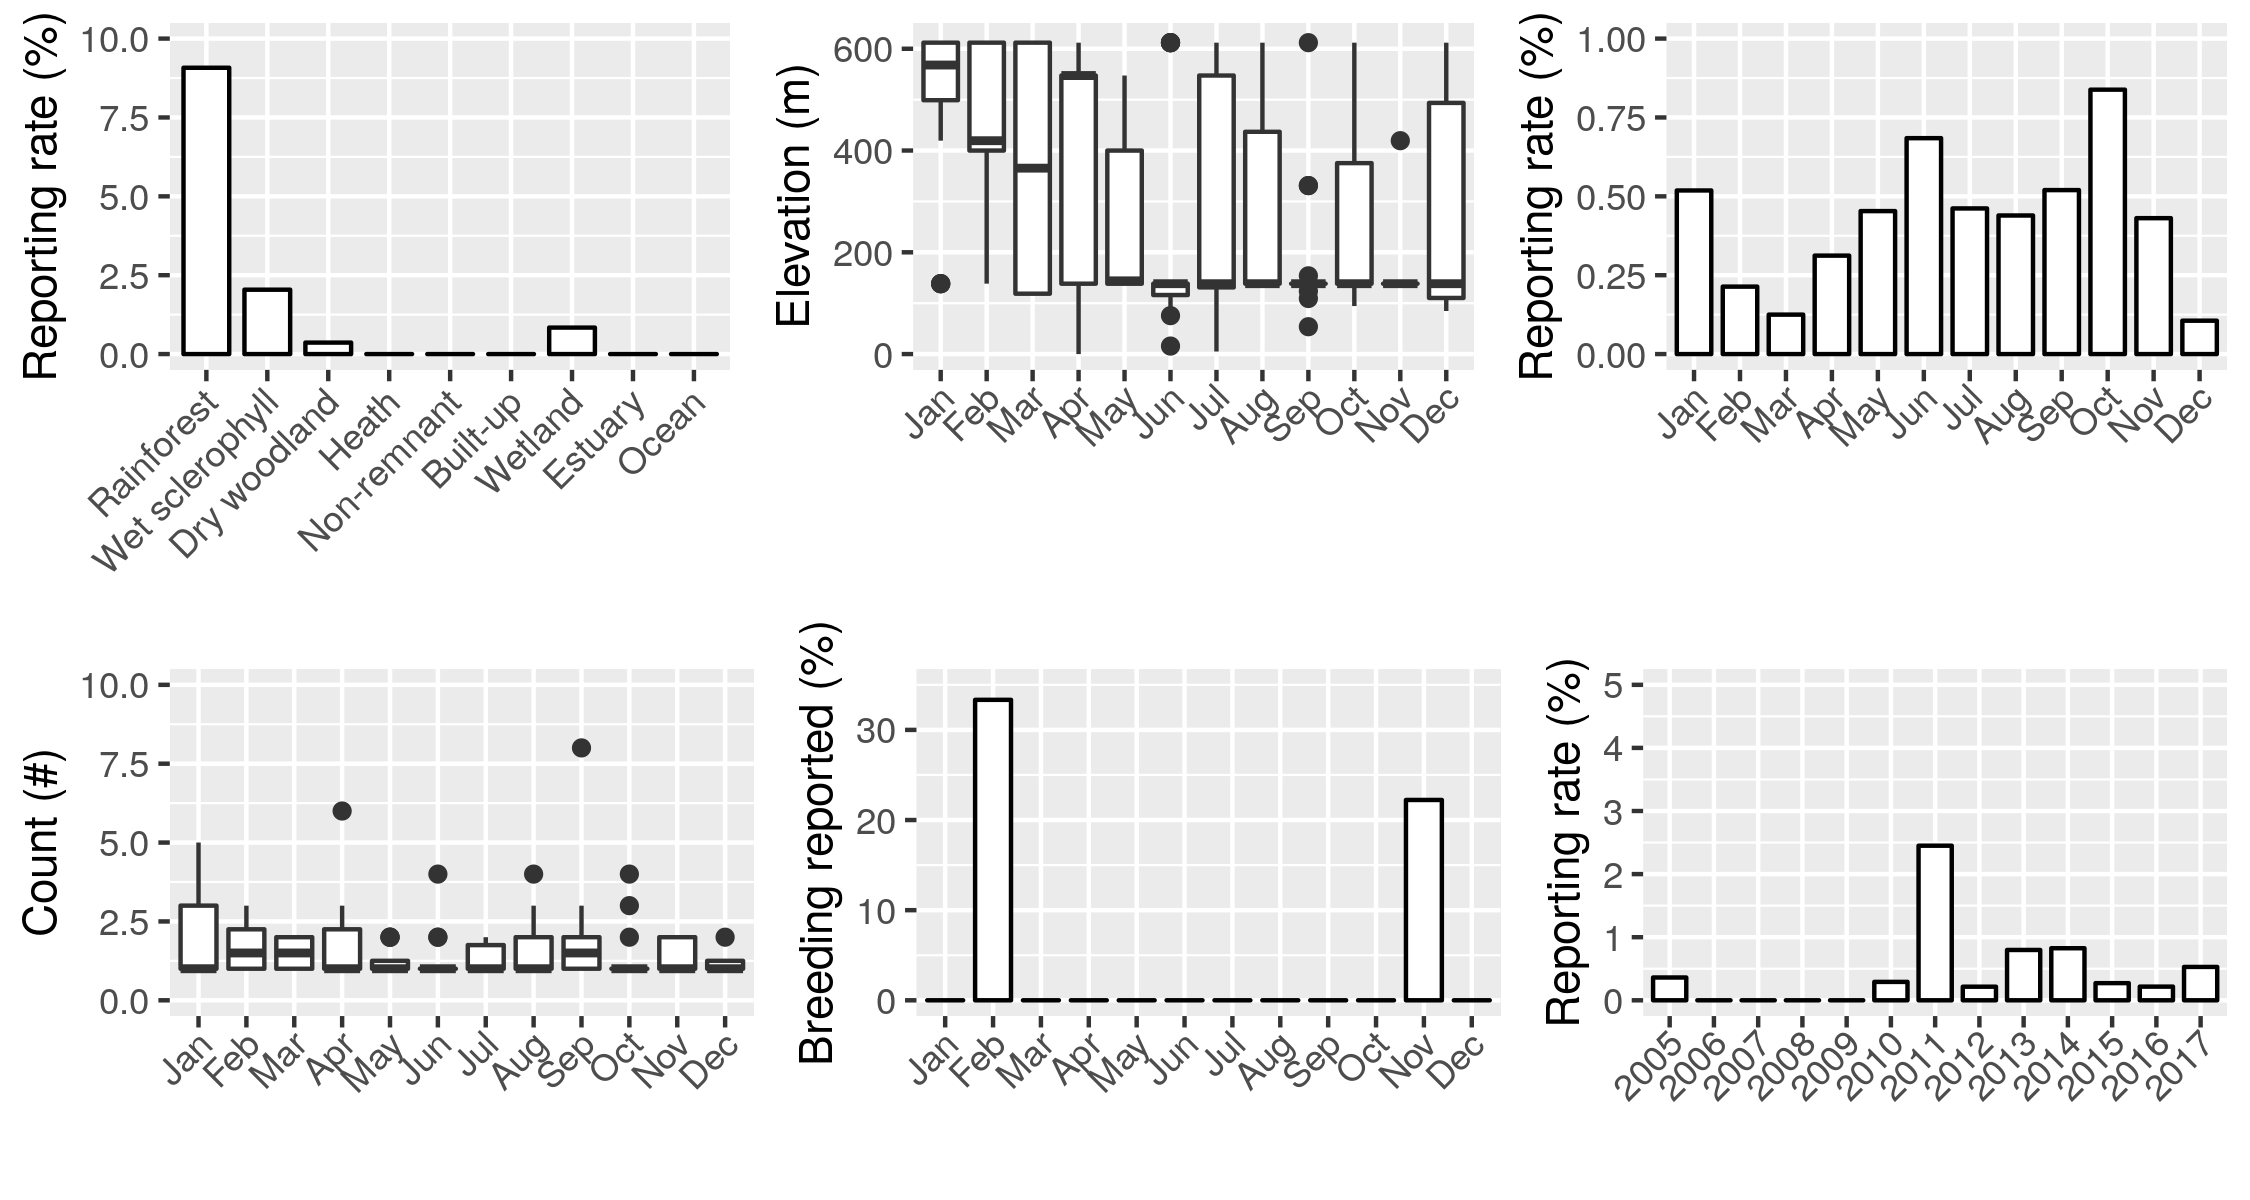 Reporting rate (%)
10.0
7.5
5.0
2.5
0.0
Rainforest
Wet sclerophyll
Dry woodland
Heath
Non-remnant
Built-up
Wetland
Estuary
Ocean
Elevation (m)
600
400
200
0
Jan
Feb
Mar
Apr
May
Jun
Jul
Aug
Sep
Oct
Nov
Dec
Reporting rate (%)
1.00
0.75
0.50
0.25
0.00
Jan
Feb
Mar
Apr
May
Jun
Jul
Aug
Sep
Oct
Nov
Dec
Count (#)
10.0
7.5
5.0
2.5
0.0
Jan
Feb
Mar
Apr
May
Jun
Jul
Aug
Sep
Oct
Nov
Dec
Breeding reported (%)
30
20
10
0
Jan
Feb
Mar
Apr
May
Jun
Jul
Aug
Sep
Oct
Nov
Dec
Reporting rate (%)
5
4
3
2
1
0
2005
2006
2007
2008
2009
2010
2011
2012
2013
2014
2015
2016
2017